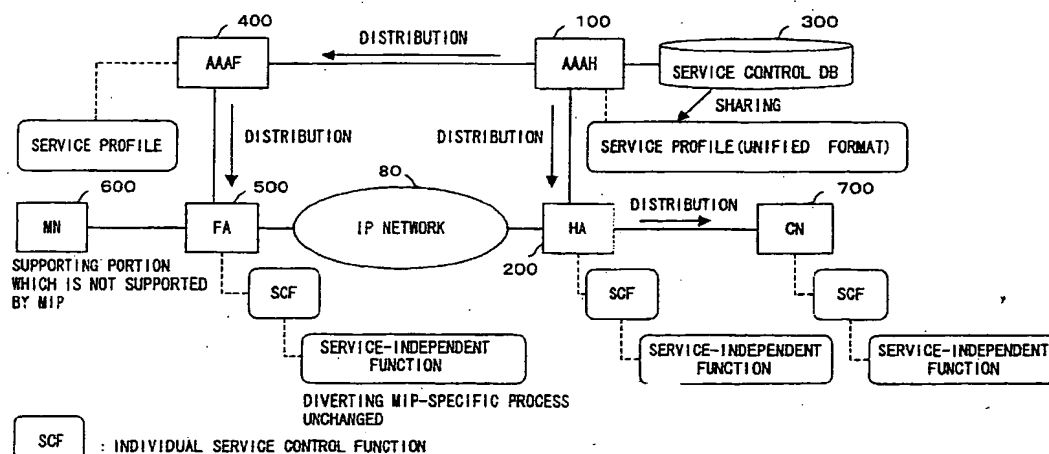 400
100
300
DISTRIBUTION
AAAF
AAAH
SERVICE CONTROL DB
SHARING
DISTRIBUTION
DISTRIBUTION
SERVICE PROFILE
SERVICE PROFILE(UNIFIED FORMAT)
600
500
80
DISTRIBUTION
700
MN
FA
IP NETWORK
HA
CN
200
SUPPORTING PORTION
WHICH IS NOT SUPPORTED
BY MIP
SCF
SCF
SCF
SERVICE-INDEPENDENT
FUNCTION
SERVICE-INDEPENDENT
FUNCTION
SERVICE-INDEPENDENT
FUNCTION
DIVERTING MIP-SPECIFIC PROCESS
UNCHANGED
SCF : INDIVIDUAL SERVICE CONTROL FUNCTION